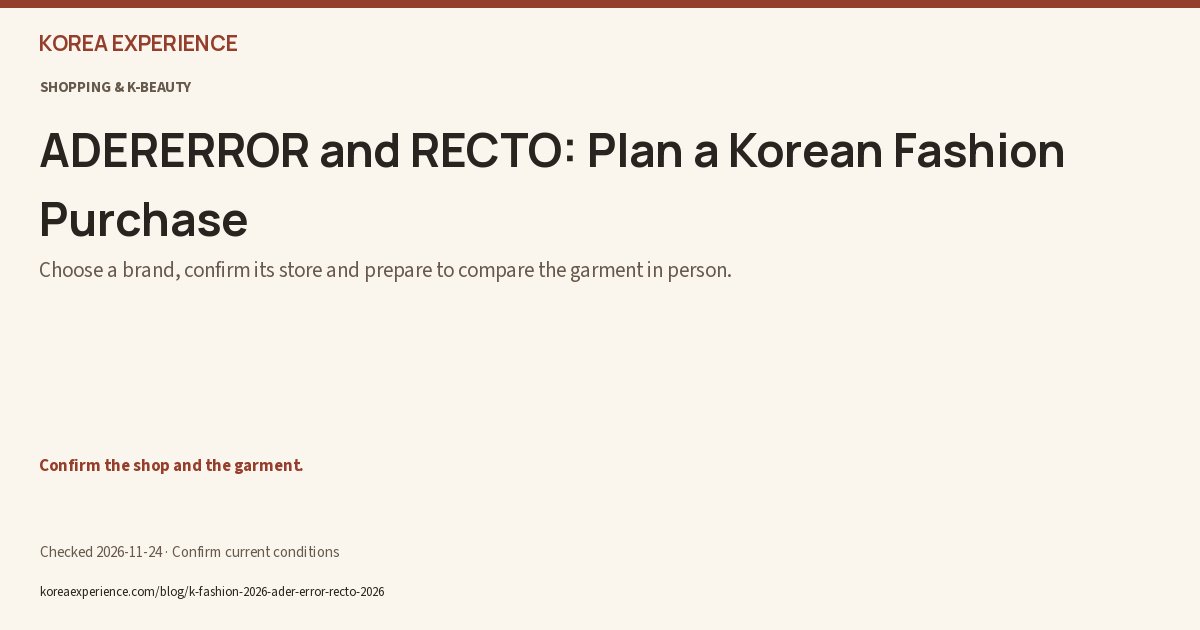 KOREA EXPERIENCE
SHOPPING & K-BEAUTY
ADERERROR and RECTO: Plan a Korean Fashion
Purchase
Choose a brand, confirm its store and prepare to compare the garment in person.
Confirm the shop and the garment.
Checked 2026-11-24 · Confirm current conditions
koreaexperience.com/blog/k-fashion-2026-ader-error-recto-2026